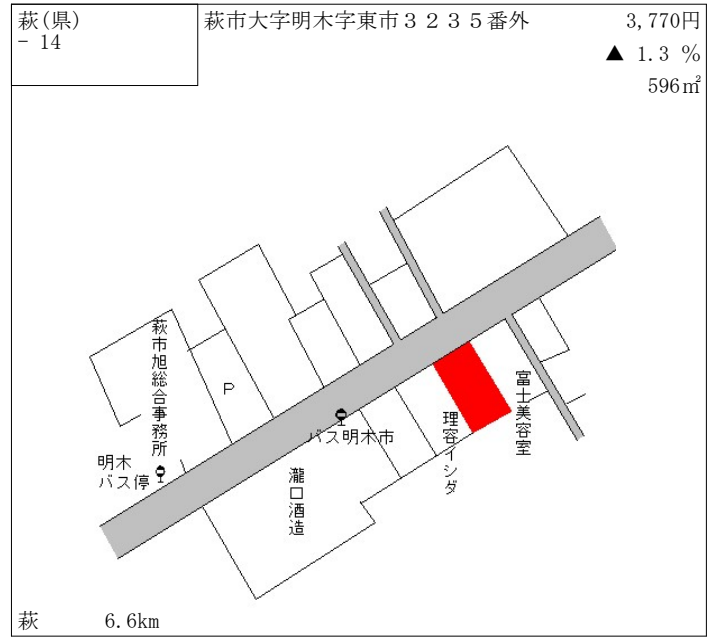 萩(県)
- 14
萩市大字明木字東市３２３５番外
3,770円
▲ 1.3 %
596㎡
萩市旭総合事務所
P
バス明木市
明木
バス停
瀧口酒造
理容イシダ
富士美容室
萩 6.6km